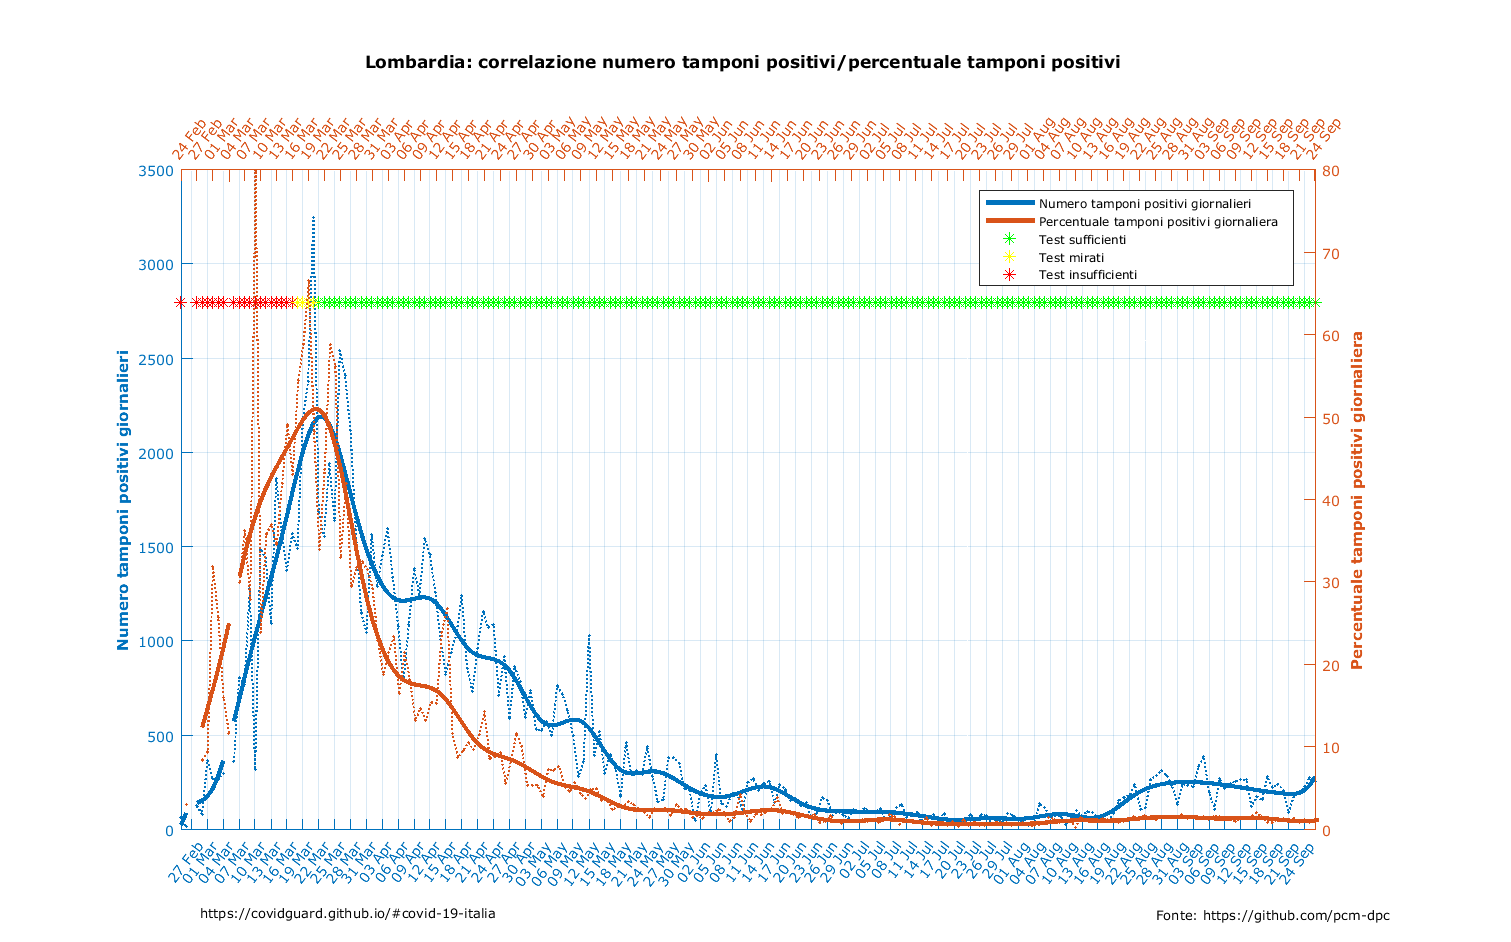 Lombardia: correlazione numero tamponi positivi/percentuale tamponi positivi
24 Feb
27 Feb
01 Mar
04 Mar
07 Mar
10 Mar
13 Mar
16 Mar
19 Mar
22 Mar
25 Mar
28 Mar
31 Mar
03 Apr
06 Apr
09 Apr
12 Apr
15 Apr
18 Apr
21 Apr
24 Apr
27 Apr
30 Apr
03 May
06 May
09 May
12 May
15 May
18 May
21 May
24 May
27 May
30 May
02 Jun
05 Jun
08 Jun
11 Jun
14 Jun
17 Jun
20 Jun
23 Jun
26 Jun
29 Jun
02 Jul
05 Jul
08 Jul
11 Jul
14 Jul
17 Jul
20 Jul
23 Jul
26 Jul
29 Jul
01 Aug
04 Aug
07 Aug
10 Aug
13 Aug
16 Aug
19 Aug
22 Aug
25 Aug
28 Aug
31 Aug
03 Sep
06 Sep
09 Sep
12 Sep
15 Sep
18 Sep
21 Sep
24 Sep
3500
3000
2500
2000
1500
1000
500
0
Numero tamponi positivi giornalieri
Numero tamponi positivi giornalieri
Percentuale tamponi positivi giornaliera
Test sufficienti
Test mirati
Test insufficienti
80
70
60
50
40
30
20
10
0
Percentuale tamponi positivi giornaliera
27 Feb
01 Mar
04 Mar
07 Mar
10 Mar
13 Mar
16 Mar
19 Mar
22 Mar
25 Mar
28 Mar
31 Mar
03 Apr
06 Apr
09 Apr
12 Apr
15 Apr
18 Apr
21 Apr
24 Apr
27 Apr
30 Apr
03 May
06 May
09 May
12 May
15 May
18 May
21 May
24 May
27 May
30 May
02 Jun
05 Jun
08 Jun
11 Jun
14 Jun
17 Jun
20 Jun
23 Jun
26 Jun
29 Jun
02 Jul
05 Jul
08 Jul
11 Jul
14 Jul
17 Jul
20 Jul
23 Jul
26 Jul
29 Jul
01 Aug
04 Aug
07 Aug
10 Aug
13 Aug
16 Aug
19 Aug
22 Aug
25 Aug
28 Aug
31 Aug
03 Sep
06 Sep
09 Sep
12 Sep
15 Sep
18 Sep
21 Sep
24 Sep
https://covidguard.github.io/#covid-19-italia
Fonte: https://github.com/pcm-dpc